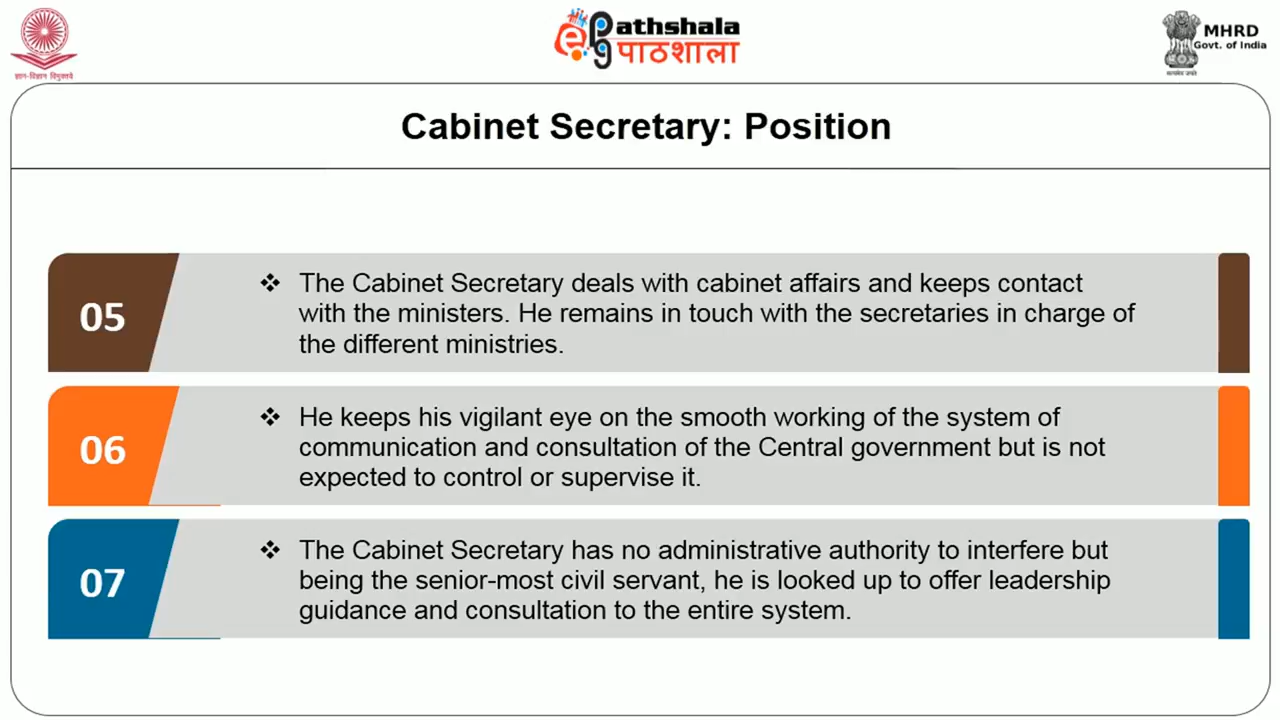 ज्ञान-विज्ञान विमुक्तये
ePathshala
पाठशाला
MHRD
Govt. of India
सत्यमेव जयते
Cabinet Secretary: Position
05
❖ The Cabinet Secretary deals with cabinet affairs and keeps contact
with the ministers. He remains in touch with the secretaries in charge of
the different ministries.
06
❖ He keeps his vigilant eye on the smooth working of the system of
communication and consultation of the Central government but is not
expected to control or supervise it.
07
❖ The Cabinet Secretary has no administrative authority to interfere but
being the senior-most civil servant, he is looked up to offer leadership
guidance and consultation to the entire system.